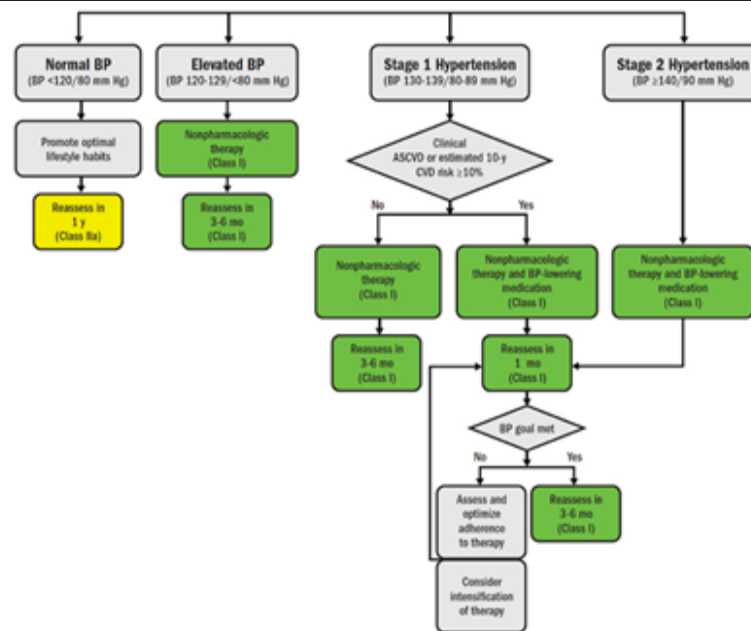 Normal BP
(BP <120/80 mm Hg)
Elevated BP
(BP 120-129/<80 mm Hg)
Stage 1 Hypertension
(BP 130-139/80-89 mm Hg)
Stage 2 Hypertension
(BP ≥140/90 mm Hg)
Promote optimal
lifestyle habits
Nonpharmacologic
therapy
(Class I)
Clinical
ASCVD or estimated 10-y
CVD risk ≥10%
Reassess in
1 y
(Class IIa)
Reassess in
3-6 mo
(Class I)
No
Yes
Nonpharmacologic
therapy
(Class I)
Nonpharmacologic
therapy and BP-lowering
medication
(Class I)
Nonpharmacologic
therapy and BP-lowering
medication
(Class I)
Reassess in
3-6 mo
(Class I)
Reassess in
1 mo
(Class I)
BP goal met
No
Yes
Assess and
optimize
adherence
to therapy
Reassess in
3-6 mo
(Class I)
Consider
intensification
of therapy